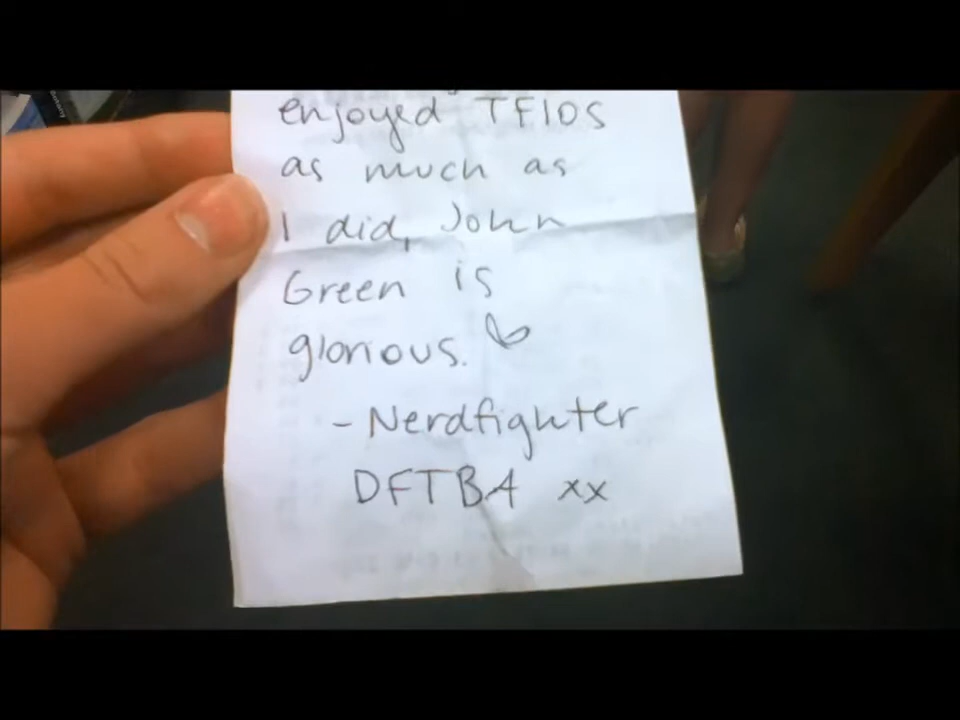 enjoyed TFIOS
as much as
I did, John
Green is
glorious.
- Nerdfighter
DFTBA xx